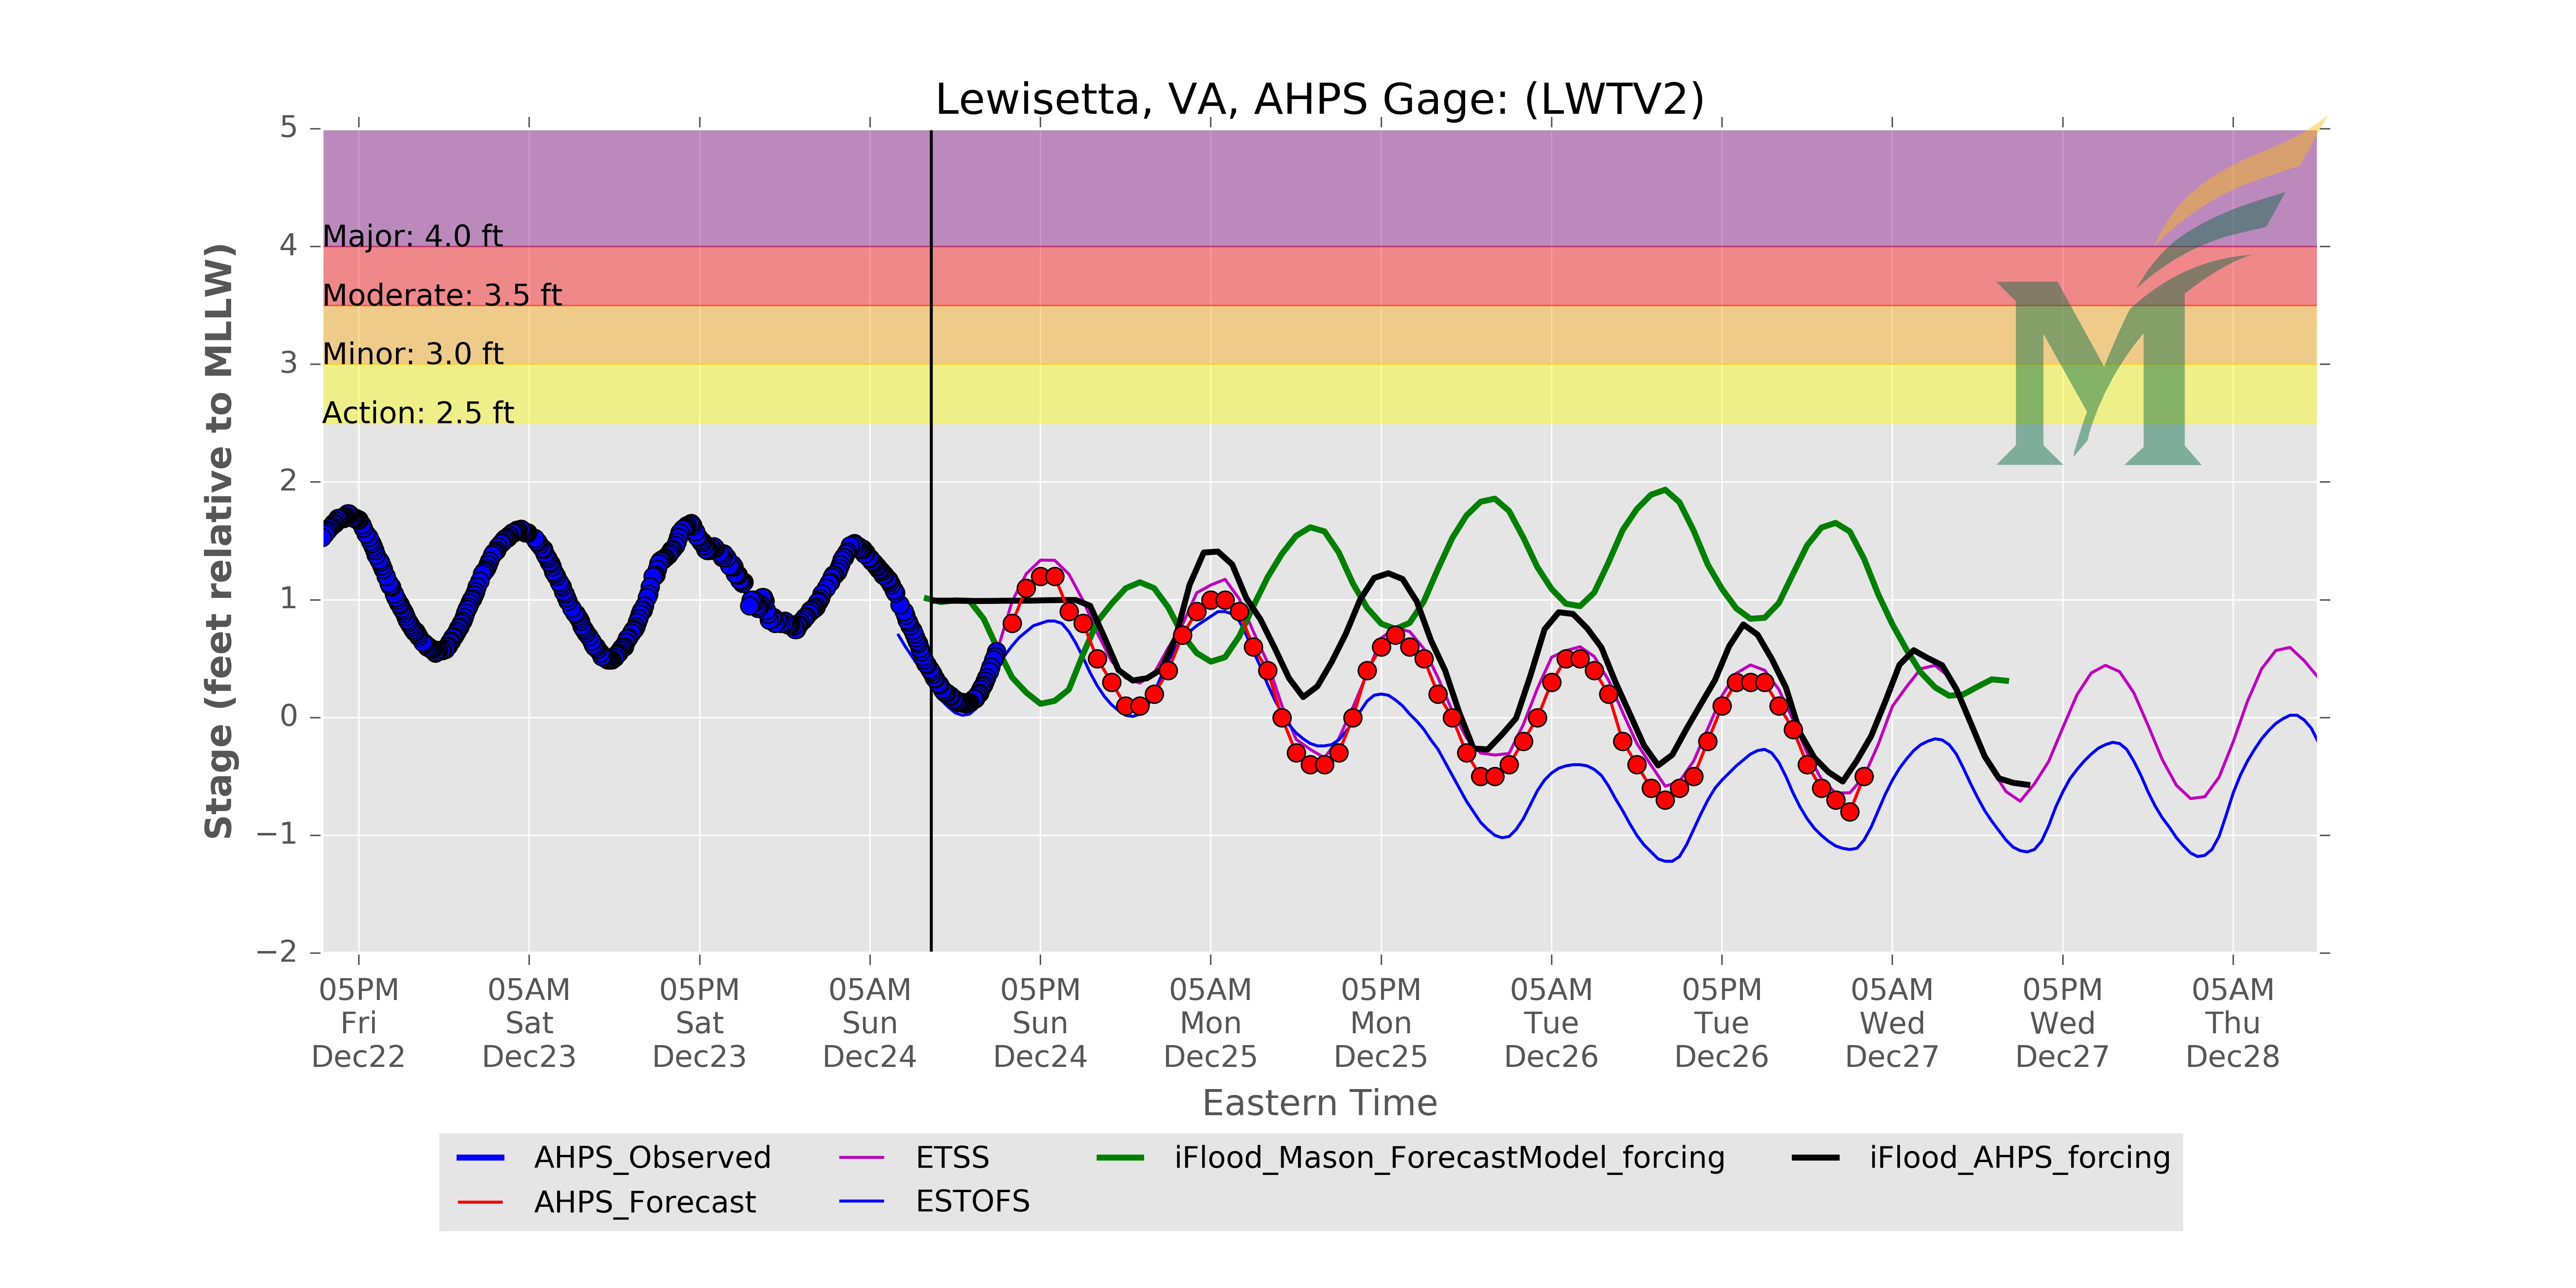 Lewisetta, VA, AHPS Gage: (LWTV2)
Stage (feet relative to MLLW)
5
4
3
2
1
0
−1
−2
Major: 4.0 ft
Moderate: 3.5 ft
Minor: 3.0 ft
Action: 2.5 ft
M
05PM 05AM 05PM 05AM 05PM 05AM 05PM 05AM 05PM 05AM 05PM 05AM
Fri Sat Sat Sun Sun Mon Mon Tue Tue Wed Wed Thu
Dec22 Dec23 Dec23 Dec24 Dec24 Dec25 Dec25 Dec26 Dec26 Dec27 Dec27 Dec28
Eastern Time
AHPS_Observed ETSS iFlood_Mason_ForecastModel_forcing iFlood_AHPS_forcing
AHPS_Forecast ESTOFS